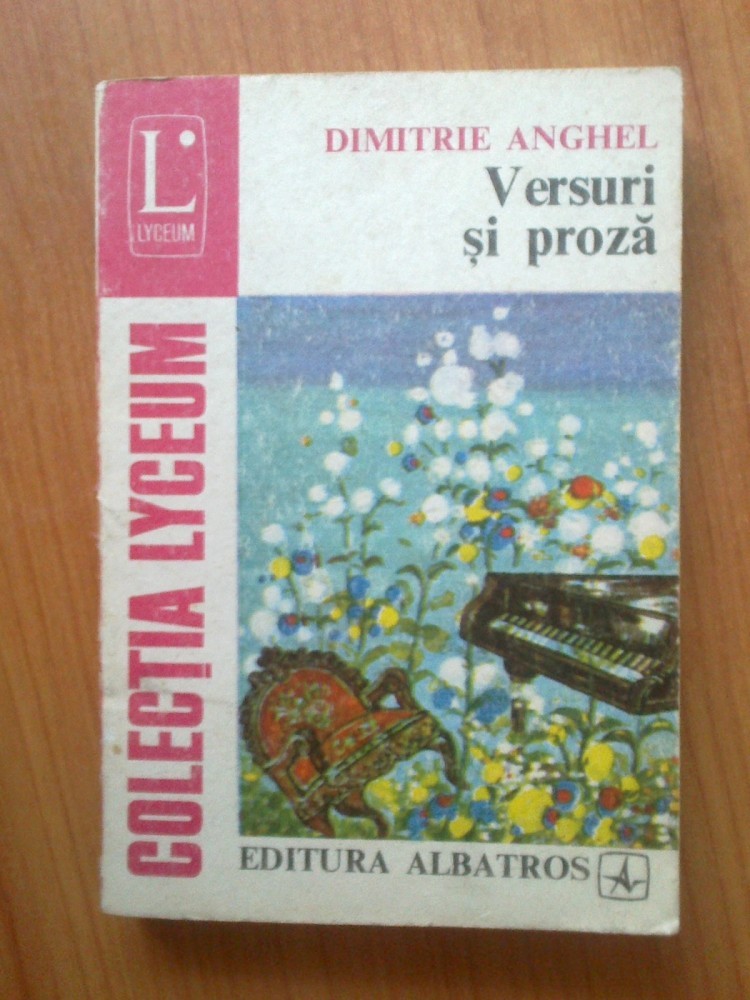 L
LYCEUM
DIMITRIE ANGHEL
Versuri
și proză
COLECȚIA LYCEUM
EDITURA ALBATROS